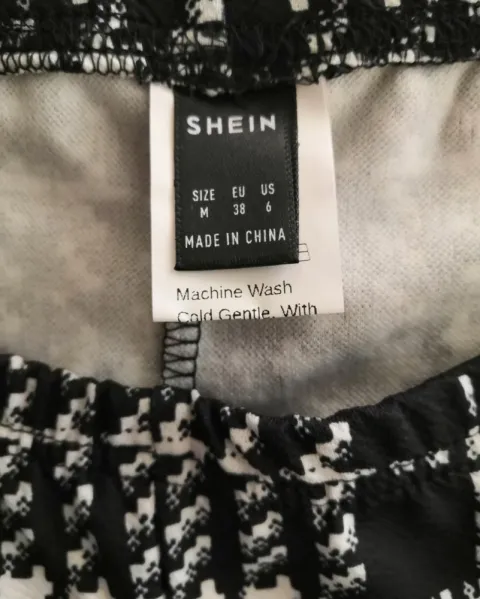 SHEIN
SIZE EU US
M 38 6
MADE IN CHINA
Machine Wash
Cold Gentle. With